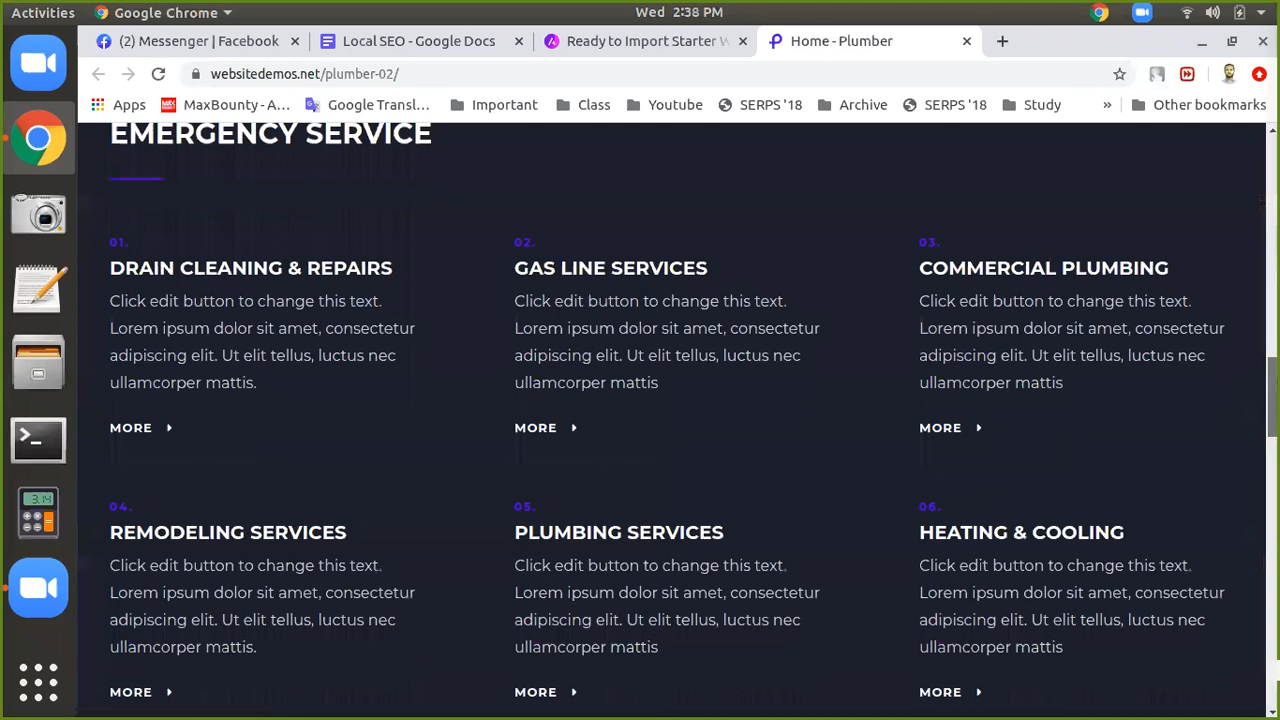 Activities
Google Chrome
Wed 2:38 PM
(2) Messenger | Facebook
Local SEO - Google Docs
Ready to Import Starter W
Home - Plumber
websitedemos.net/plumber-02/
Apps
MaxBounty - A...
Google Transl...
Important
Class
Youtube
SERPS '18
Archive
SERPS '18
Study
»
Other bookmarks
EMERGENCY SERVICE
01.
DRAIN CLEANING & REPAIRS
Click edit button to change this text.
Lorem ipsum dolor sit amet, consectetur
adipiscing elit. Ut elit tellus, luctus nec
ullamcorper mattis.
MORE
02.
GAS LINE SERVICES
Click edit button to change this text.
Lorem ipsum dolor sit amet, consectetur
adipiscing elit. Ut elit tellus, luctus nec
ullamcorper mattis
MORE
03.
COMMERCIAL PLUMBING
Click edit button to change this text.
Lorem ipsum dolor sit amet, consectetur
adipiscing elit. Ut elit tellus, luctus nec
ullamcorper mattis
MORE
04.
REMODELING SERVICES
Click edit button to change this text.
Lorem ipsum dolor sit amet, consectetur
adipiscing elit. Ut elit tellus, luctus nec
ullamcorper mattis.
MORE
05.
PLUMBING SERVICES
Click edit button to change this text.
Lorem ipsum dolor sit amet, consectetur
adipiscing elit. Ut elit tellus, luctus nec
ullamcorper mattis
MORE
06.
HEATING & COOLING
Click edit button to change this text.
Lorem ipsum dolor sit amet, consectetur
adipiscing elit. Ut elit tellus, luctus nec
ullamcorper mattis
MORE
3.14